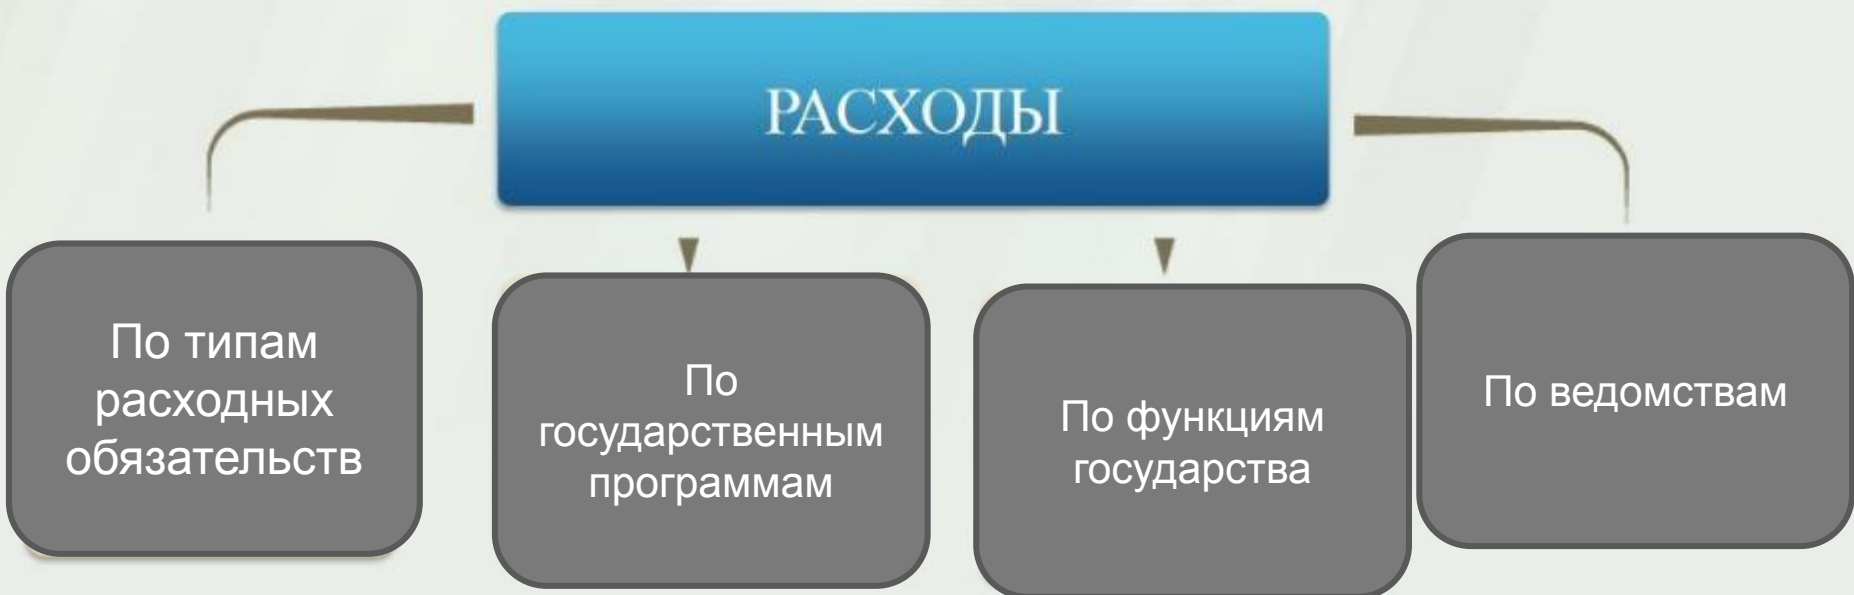 РАСХОДЫ
По типам
расходных
обязательств
По
государственным
программам
По функциям
государства
По ведомствам